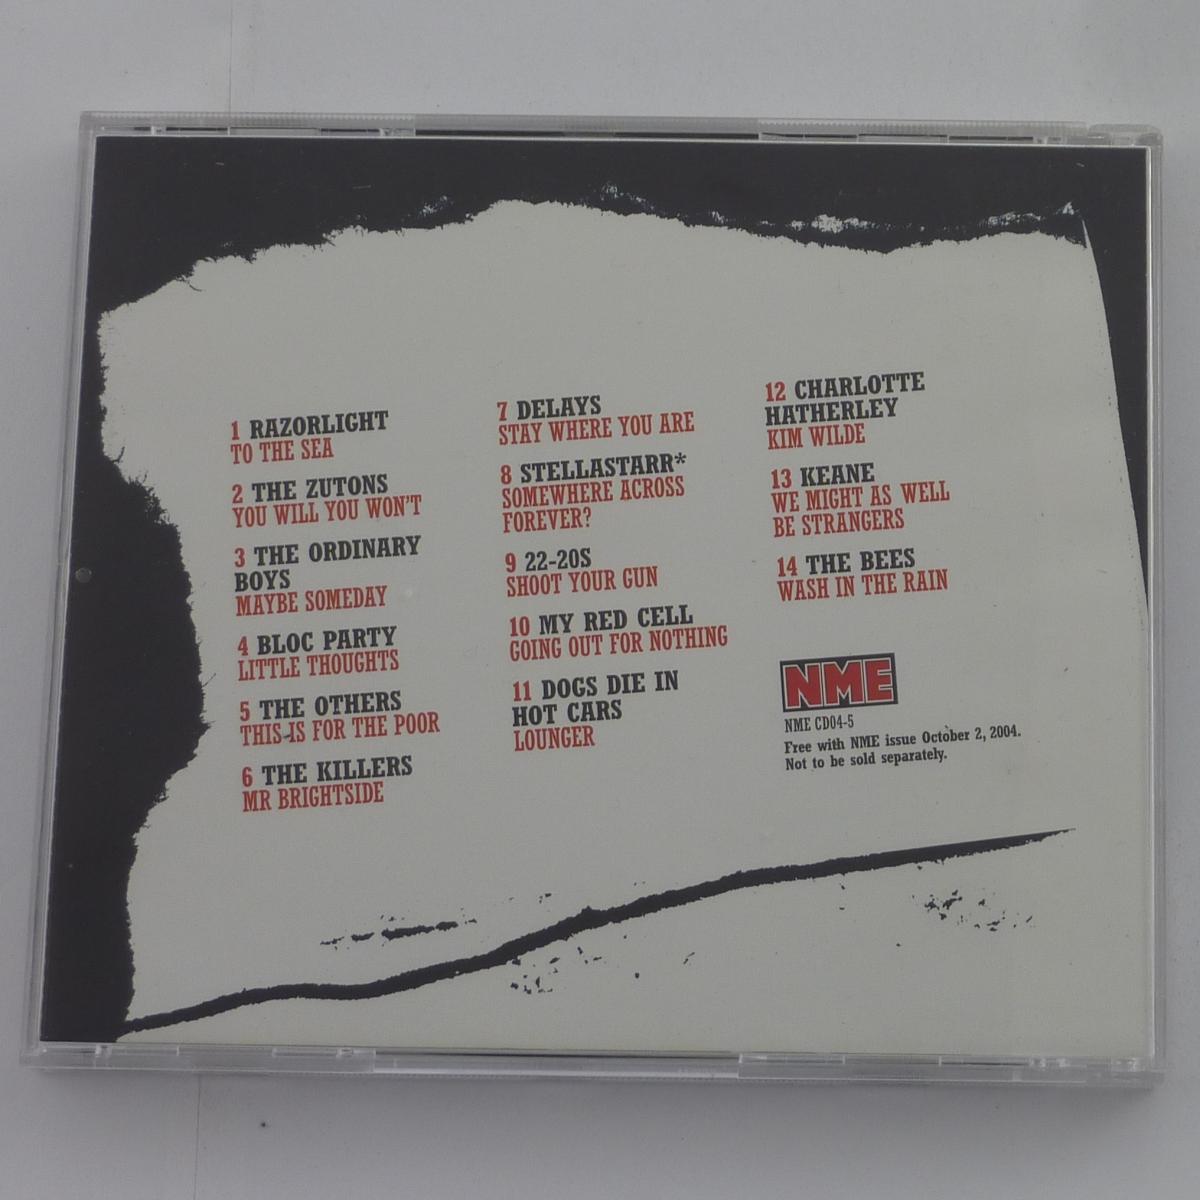 1 RAZORLIGHT
TO THE SEA
2 THE ZUTONS
YOU WILL YOU WON'T
3 THE ORDINARY
BOYS
MAYBE SOMEDAY
4 BLOC PARTY
LITTLE THOUGHTS
5 THE OTHERS
THIS IS FOR THE POOR
6 THE KILLERS
MR BRIGHTSIDE
7 DELAYS
STAY WHERE YOU ARE
8 STELLASTARR*
SOMEWHERE ACROSS
FOREVER?
9 22-20S
SHOOT YOUR GUN
10 MY RED CELL
GOING OUT FOR NOTHING
11 DOGS DIE IN
HOT CARS
LOUNGER
12 CHARLOTTE
HATHERLEY
KIM WILDE
13 KEANE
WE MIGHT AS WELL
BE STRANGERS
14 THE BEES
WASH IN THE RAIN
NME
NME CD04-5
Free with NME issue October 2, 2004.
Not to be sold separately.